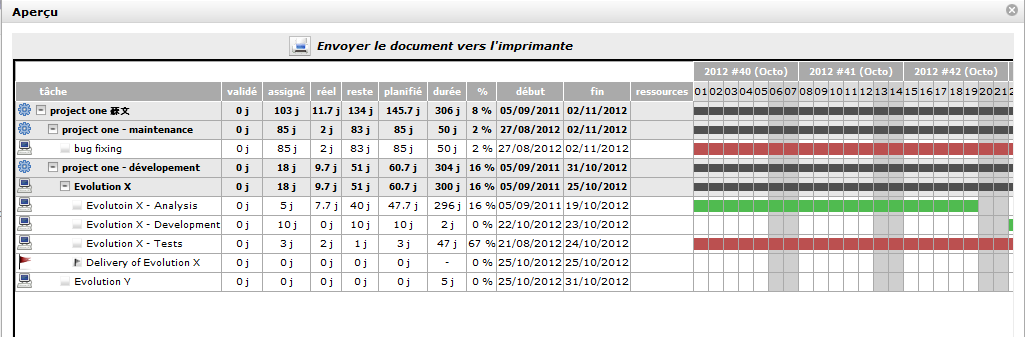 Aperçu
Envoyer le document vers l'imprimante
2012 #40 (Octo) 2012 #41 (Octo) 2012 #42 (Octo)
tâche validé assigné réel reste planifié durée % début fin ressources 01 02 03 04 05 06 07 08 09 10 11 12 13 14 15 16 17 18 19 20 21
project one 蘇文 0 j 103 j 11.7 j 134 j 145.7 j 306 j 8 % 05/09/2011 02/11/2012
project one - maintenance 0 j 85 j 2 j 83 j 85 j 50 j 2 % 27/08/2012 02/11/2012
bug fixing 0 j 85 j 2 j 83 j 85 j 50 j 2 % 27/08/2012 02/11/2012
project one - dévelopement 0 j 18 j 9.7 j 51 j 60.7 j 304 j 16 % 05/09/2011 31/10/2012
Evolution X 0 j 18 j 9.7 j 51 j 60.7 j 300 j 16 % 05/09/2011 25/10/2012
Evolutoin X - Analysis 0 j 5 j 7.7 j 40 j 47.7 j 296 j 16 % 05/09/2011 19/10/2012
Evolution X - Development 0 j 10 j 0 j 10 j 10 j 2 j 0 % 22/10/2012 23/10/2012
Evolution X - Tests 0 j 3 j 2 j 1 j 3 j 47 j 67 % 21/08/2012 24/10/2012
Delivery of Evolution X 0 j 0 j 0 j 0 j 0 j - 0 % 25/10/2012 25/10/2012
Evolution Y 0 j 0 j 0 j 0 j 0 j 5 j 0 % 25/10/2012 31/10/2012